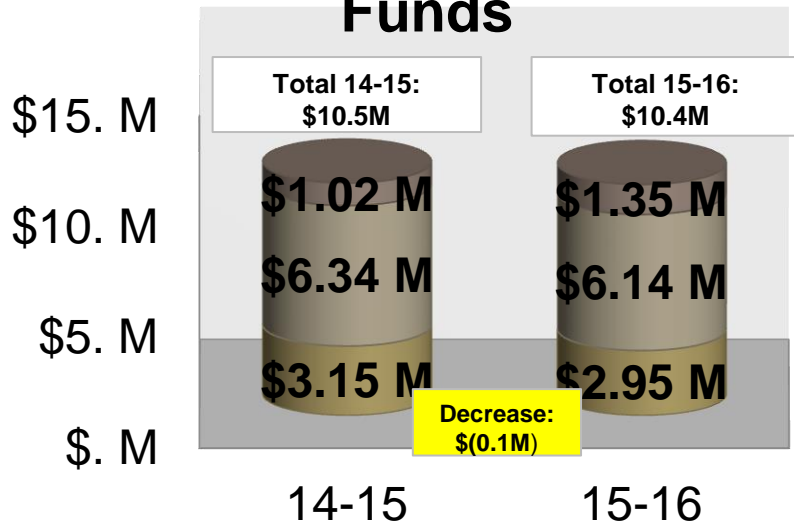 Funds
Total 14-15:
$10.5M
Total 15-16:
$10.4M
$15. M
$10. M
$5. M
$. M
$1.02 M
$6.34 M
$3.15 M
$1.35 M
$6.14 M
$2.95 M
Decrease:
$(0.1M)
14-15
15-16